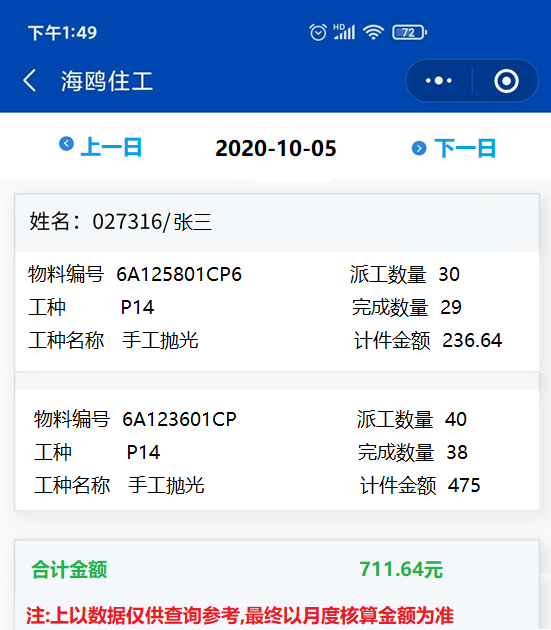 下午1:49 HD 72
海鸥住工
上一日 2020-10-05 下一日
姓名：027316/张三
物料编号 6A125801CP6 派工数量 30
工种 P14 完成数量 29
工种名称 手工抛光 计件金额 236.64
物料编号 6A123601CP 派工数量 40
工种 P14 完成数量 38
工种名称 手工抛光 计件金额 475
合计金额 711.64元
注:上以数据仅供查询参考,最终以月度核算金额为准